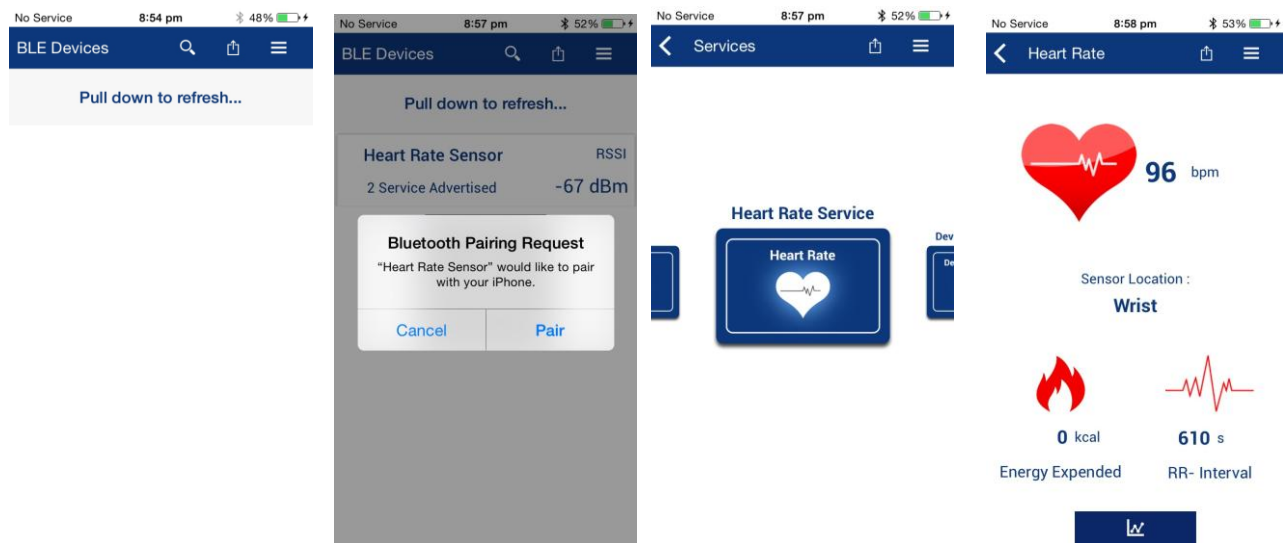 No Service 8:54 pm 48%
BLE Devices
Pull down to refresh...
No Service 8:57 pm 52%
BLE Devices
Pull down to refresh...
Heart Rate Sensor RSSI
2 Service Advertised -67 dBm
Bluetooth Pairing Request
“Heart Rate Sensor” would like to pair
with your iPhone.
Cancel Pair
No Service 8:57 pm 52%
Services
Heart Rate Service
Heart Rate
Dev
De
No Service 8:58 pm 53%
Heart Rate
96 bpm
Sensor Location :
Wrist
0 kcal 610 s
Energy Expended RR- Interval